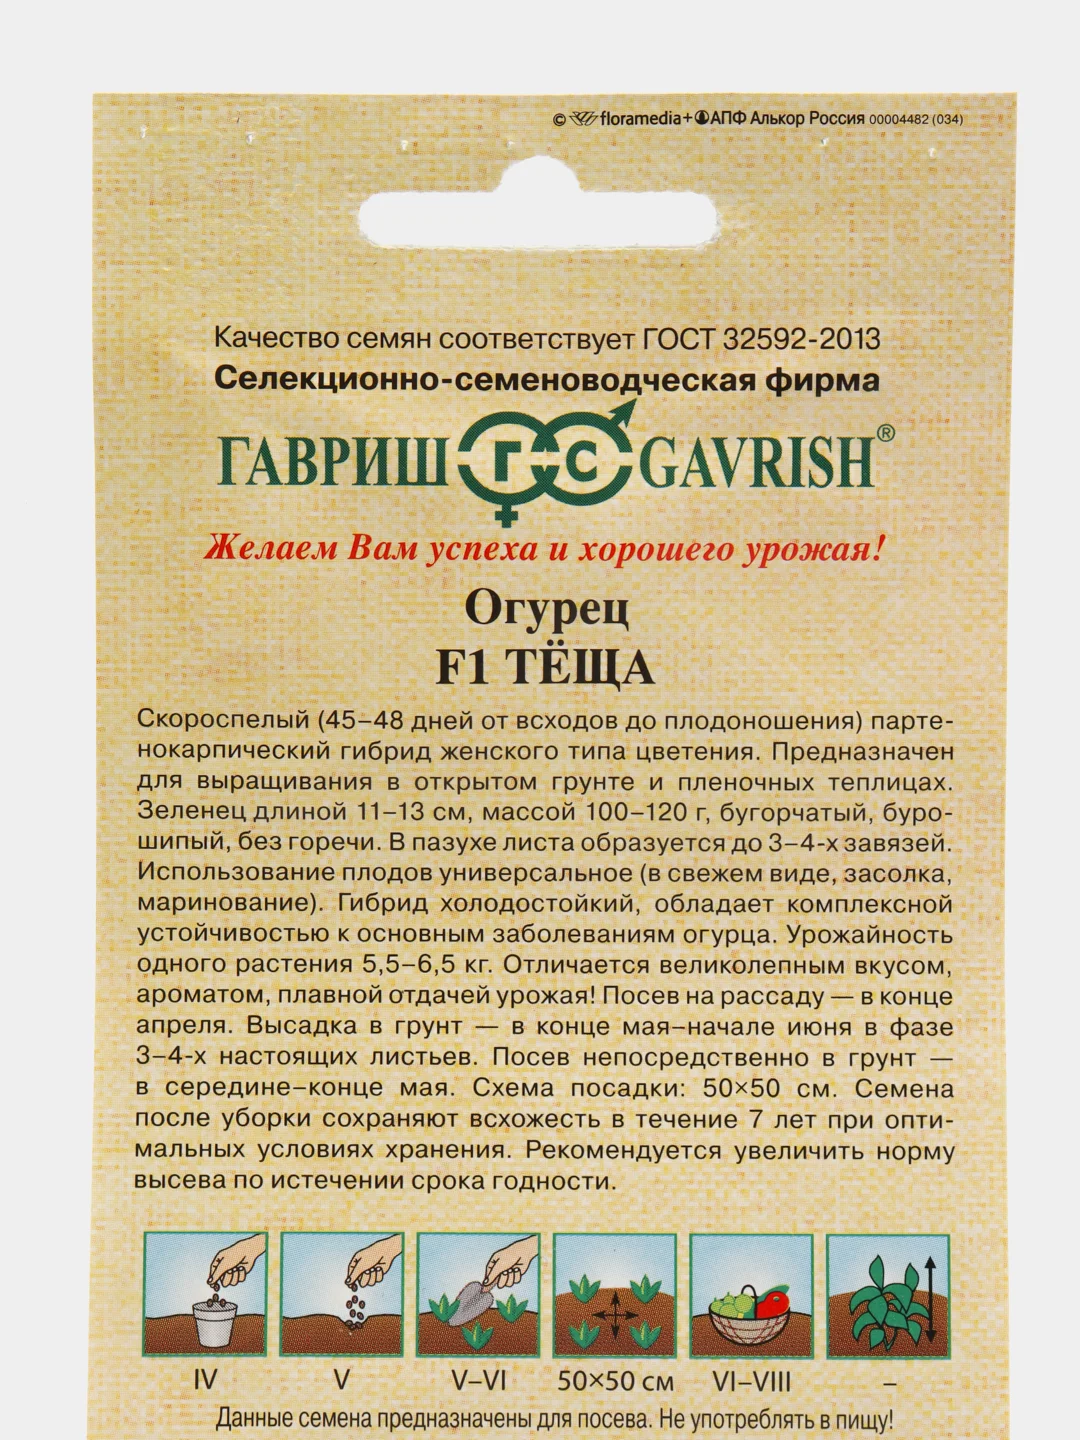 © floramedia+АПФ Алькор Россия 00004482 (034)
Качество семян соответствует ГОСТ 32592-2013
Селекционно-семеноводческая фирма
ГАВРИШ ГС GAVRISH®
Желаем Вам успеха и хорошего урожая!
Огурец
F1 ТЁЩА
Скороспелый (45–48 дней от всходов до плодоношения) парте-
нокарпический гибрид женского типа цветения. Предназначен
для выращивания в открытом грунте и пленочных теплицах.
Зеленец длиной 11–13 см, массой 100–120 г, бугорчатый, буро-
шипый, без горечи. В пазухе листа образуется до 3–4-х завязей.
Использование плодов универсальное (в свежем виде, засолка,
маринование). Гибрид холодостойкий, обладает комплексной
устойчивостью к основным заболеваниям огурца. Урожайность
одного растения 5,5–6,5 кг. Отличается великолепным вкусом,
ароматом, плавной отдачей урожая! Посев на рассаду — в конце
апреля. Высадка в грунт — в конце мая–начале июня в фазе
3–4-х настоящих листьев. Посев непосредственно в грунт —
в середине–конце мая. Схема посадки: 50×50 см. Семена
после уборки сохраняют всхожесть в течение 7 лет при опти-
мальных условиях хранения. Рекомендуется увеличить норму
высева по истечении срока годности.
IV V V–VI 50×50 см VI–VIII –
Данные семена предназначены для посева. Не употреблять в пищу!